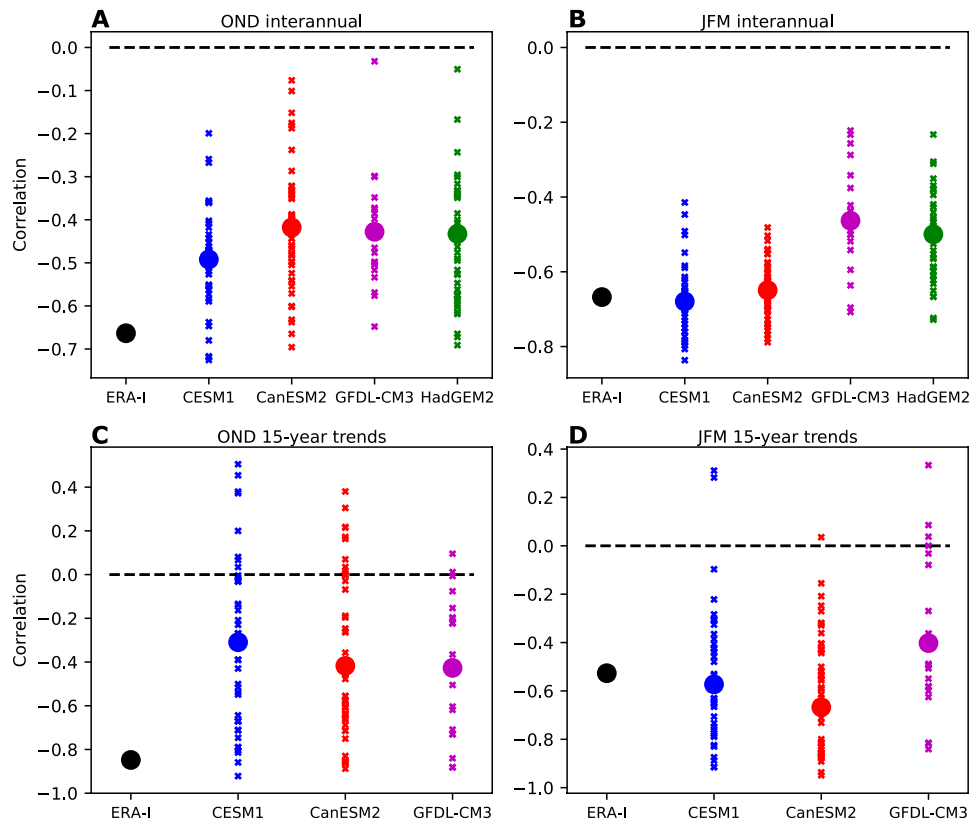 A OND interannual
B JFM interannual
0.0
−0.1
−0.2
−0.3
−0.4
−0.5
−0.6
−0.7
Correlation
ERA-I CESM1 CanESM2 GFDL-CM3 HadGEM2
0.0
−0.2
−0.4
−0.6
−0.8
ERA-I CESM1 CanESM2 GFDL-CM3 HadGEM2
C OND 15-year trends
D JFM 15-year trends
0.4
0.2
0.0
−0.2
−0.4
−0.6
−0.8
−1.0
Correlation
ERA-I CESM1 CanESM2 GFDL-CM3
0.4
0.2
0.0
−0.2
−0.4
−0.6
−0.8
−1.0
ERA-I CESM1 CanESM2 GFDL-CM3